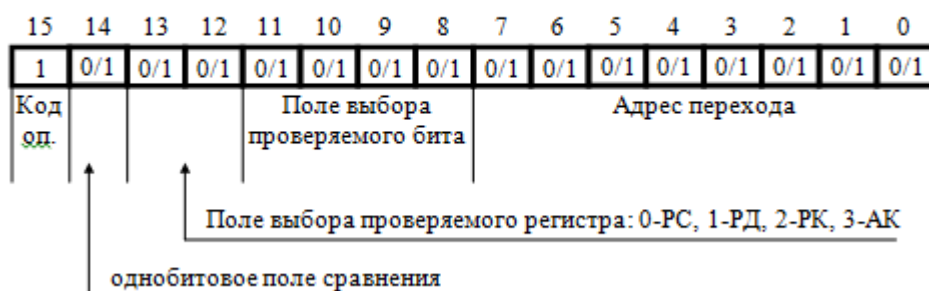 15 14 13 12 11 10 9 8 7 6 5 4 3 2 1 0
1 0/1 0/1 0/1 0/1 0/1 0/1 0/1 0/1 0/1 0/1 0/1 0/1 0/1 0/1 0/1
Код
оп.
Поле выбора
проверяемого бита
Адрес перехода
Поле выбора проверяемого регистра: 0-РС, 1-РД, 2-РК, 3-АК
однобитовое поле сравнения